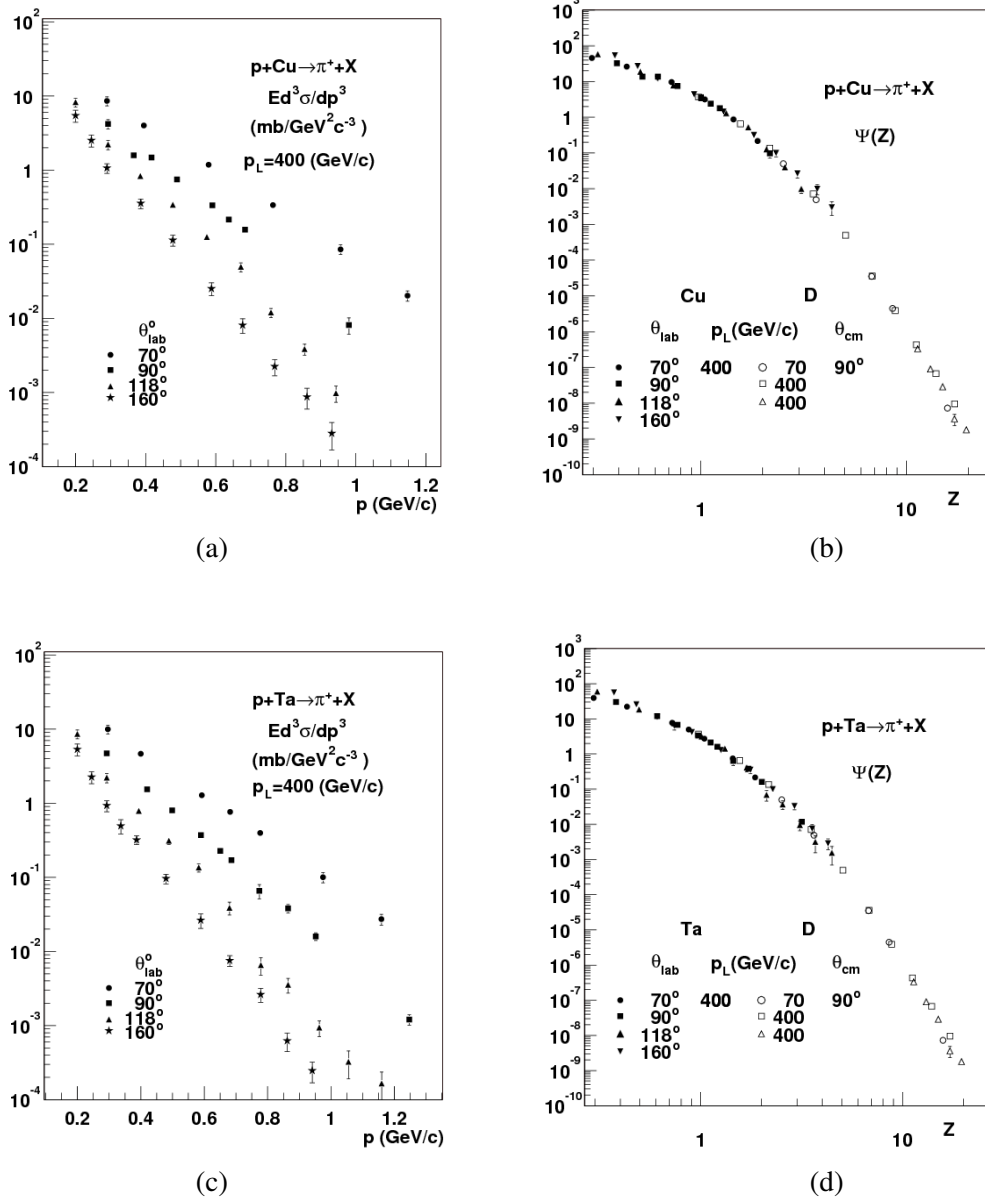 10²
p+Cu→π⁺+X
Ed³σ/dp³
(mb/GeV²c⁻³ )
p_L=400 (GeV/c)
10
1
10⁻¹
10⁻²
10⁻³
10⁻⁴
θ°_lab
70°
90°
118°
160°
0.2 0.4 0.6 0.8 1 1.2
p (GeV/c)
(a)
10³
10²
10
1
10⁻¹
10⁻²
10⁻³
10⁻⁴
10⁻⁵
10⁻⁶
10⁻⁷
10⁻⁸
10⁻⁹
10⁻¹⁰
p+Cu→π⁺+X
Ψ(Z)
Cu D
θ_lab p_L(GeV/c) θ_cm
70° 400 70 90°
90° 400
118° 400
160°
1 10 Z
(b)
10²
p+Ta→π⁺+X
Ed³σ/dp³
(mb/GeV²c⁻³ )
p_L=400 (GeV/c)
10
1
10⁻¹
10⁻²
10⁻³
10⁻⁴
θ°_lab
70°
90°
118°
160°
0.2 0.4 0.6 0.8 1 1.2
p (GeV/c)
(c)
10³
10²
10
1
10⁻¹
10⁻²
10⁻³
10⁻⁴
10⁻⁵
10⁻⁶
10⁻⁷
10⁻⁸
10⁻⁹
10⁻¹⁰
p+Ta→π⁺+X
Ψ(Z)
Ta D
θ_lab p_L(GeV/c) θ_cm
70° 400 70 90°
90° 400
118° 400
160°
1 10 Z
(d)